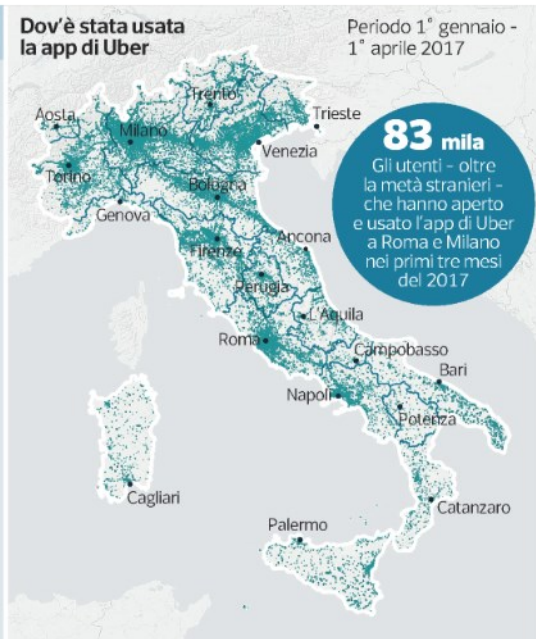 Dov'è stata usata
la app di Uber
Periodo 1° gennaio -
1° aprile 2017
83 mila
Gli utenti - oltre
la metà stranieri -
che hanno aperto
e usato l'app di Uber
a Roma e Milano
nei primi tre mesi
del 2017
Trento
Aosta
Trieste
Milano
Venezia
Torino
Bologna
Genova
Firenze
Ancona
Perugia
L'Aquila
Roma
Campobasso
Bari
Napoli
Potenza
Cagliari
Catanzaro
Palermo